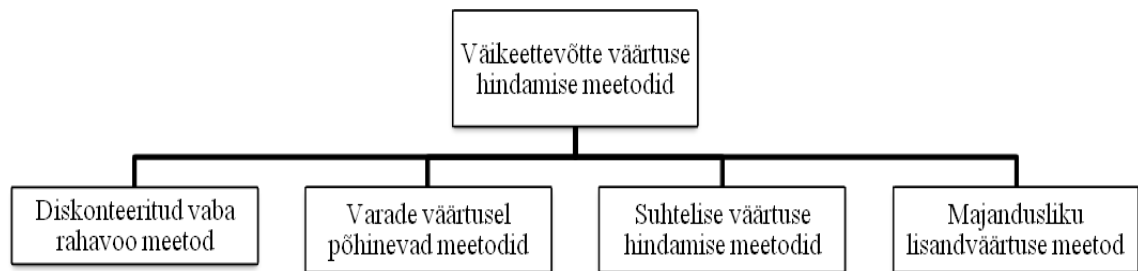 Väikeettevõtte väärtuse
hindamise meetodid
Diskonteeritud vaba
rahavoo meetod
Varade väärtusel
põhinevad meetodid
Suhtelise väärtuse
hindamise meetodid
Majandusliku
lisandväärtuse meetod